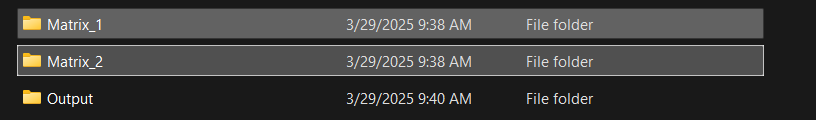 Matrix_1 3/29/2025 9:38 AM File folder
Matrix_2 3/29/2025 9:38 AM File folder
Output 3/29/2025 9:40 AM File folder